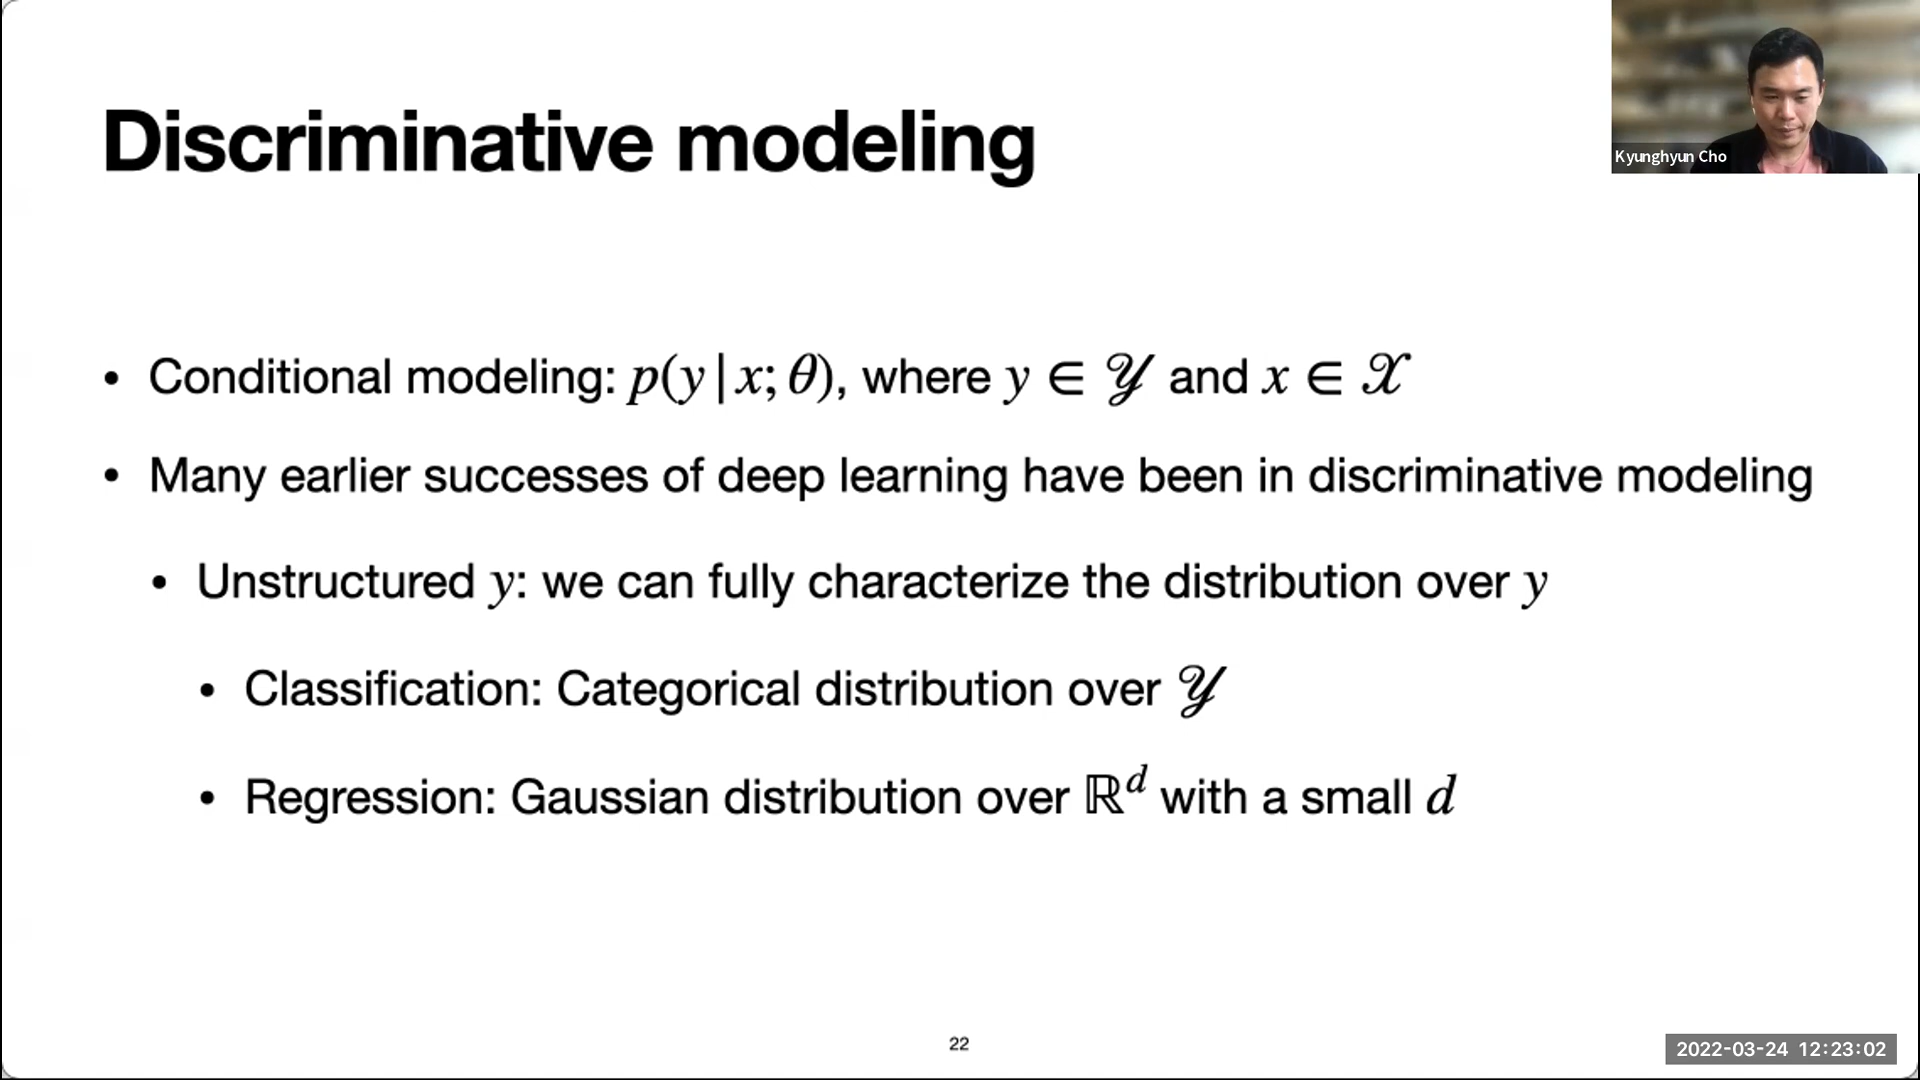 Discriminative modeling
Kyunghyun Cho
• Conditional modeling: p(y | x; θ), where y ∈ 𝒴 and x ∈ 𝒳
• Many earlier successes of deep learning have been in discriminative modeling
• Unstructured y: we can fully characterize the distribution over y
• Classification: Categorical distribution over 𝒴
• Regression: Gaussian distribution over ℝ^d with a small d
22
2022-03-24 12:23:02